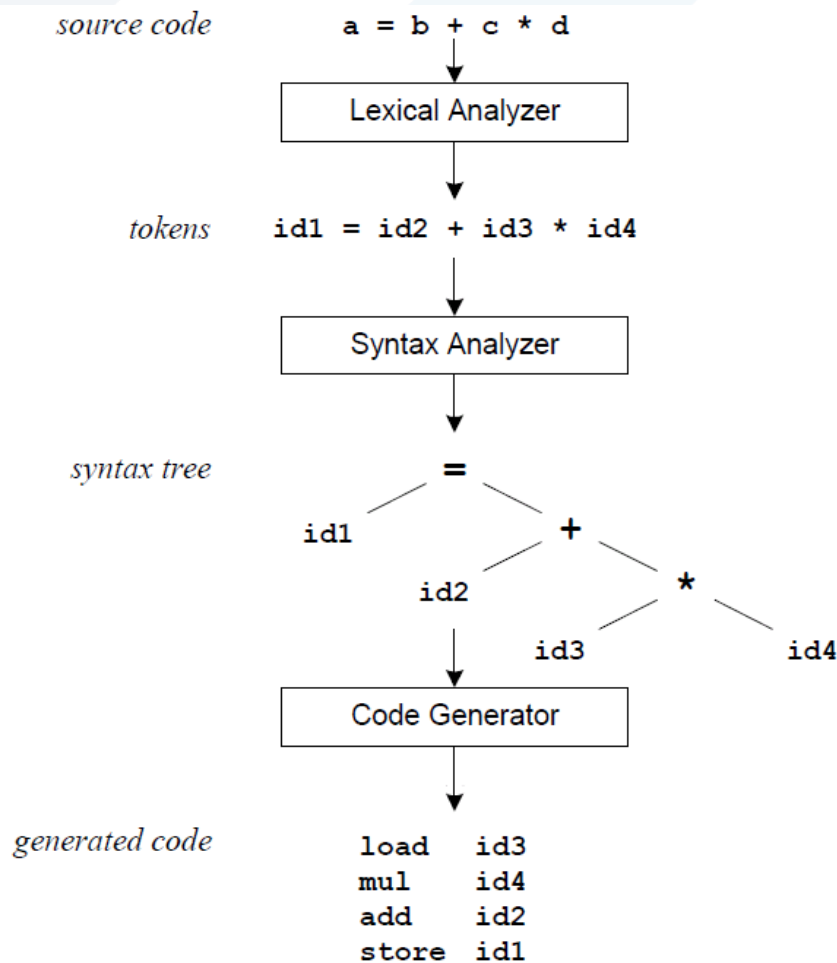 source code a = b + c * d
Lexical Analyzer
tokens id1 = id2 + id3 * id4
Syntax Analyzer
syntax tree =
id1 +
id2 *
id3 id4
Code Generator
generated code load id3
mul id4
add id2
store id1